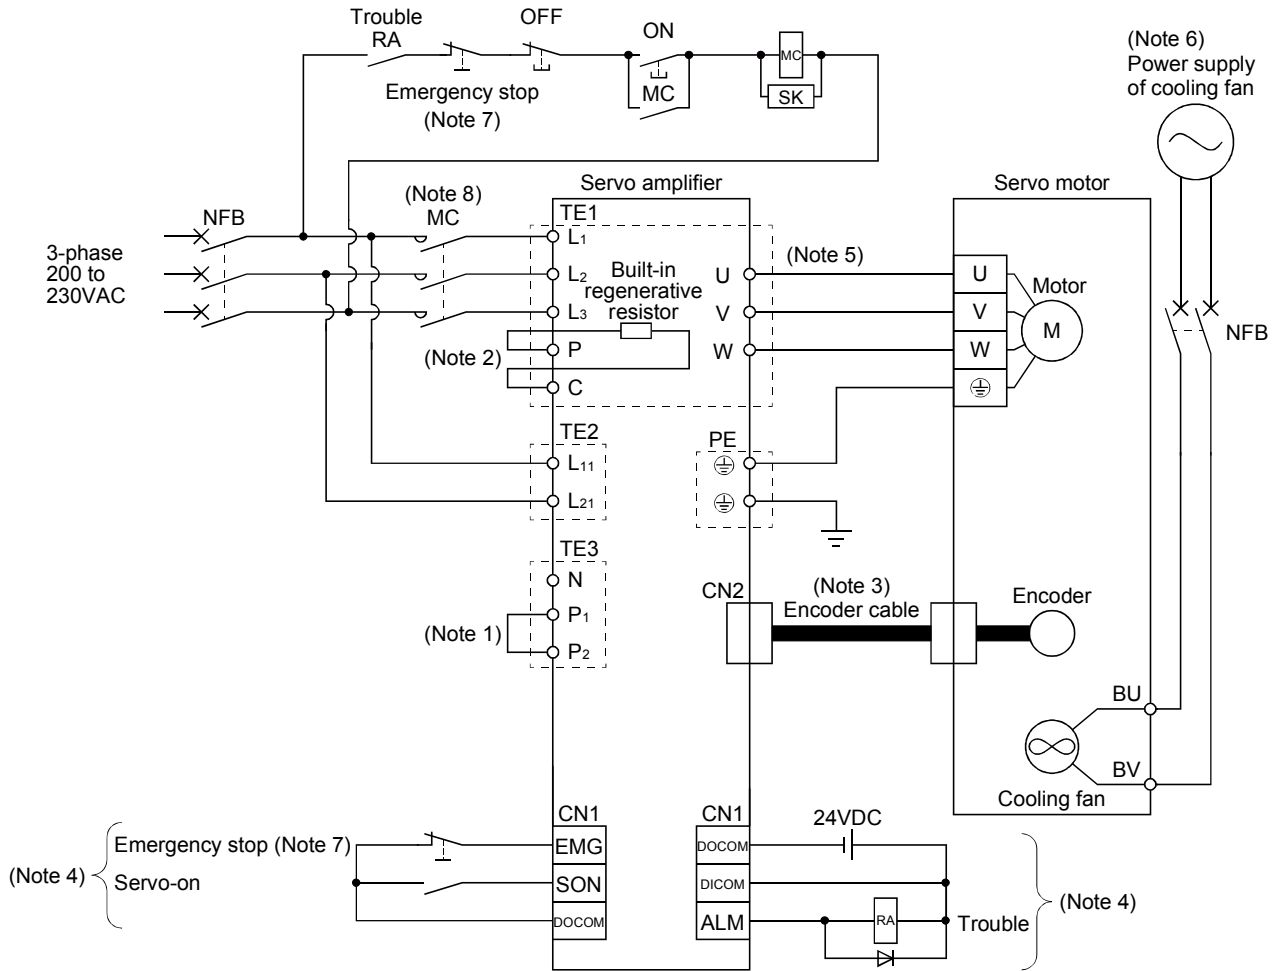 Trouble
RA
OFF
ON
MC
SK
Emergency stop
(Note 7)
MC
(Note 6)
Power supply
of cooling fan
NFB
3-phase
200 to
230VAC
NFB
(Note 8)
MC
Servo amplifier
TE1
L1
L2
L3
P
C
Built-in
regenerative
resistor
(Note 2)
U
V
W
(Note 5)
Servo motor
U
V
W
Motor
M
TE2
L11
L21
PE
TE3
N
P1
P2
(Note 1)
CN2
(Note 3)
Encoder cable
Encoder
BU
BV
Cooling fan
(Note 4)
Emergency stop (Note 7)
Servo-on
CN1
EMG
SON
DOCOM
CN1
DOCOM
DICOM
ALM
24VDC
RA
Trouble
(Note 4)